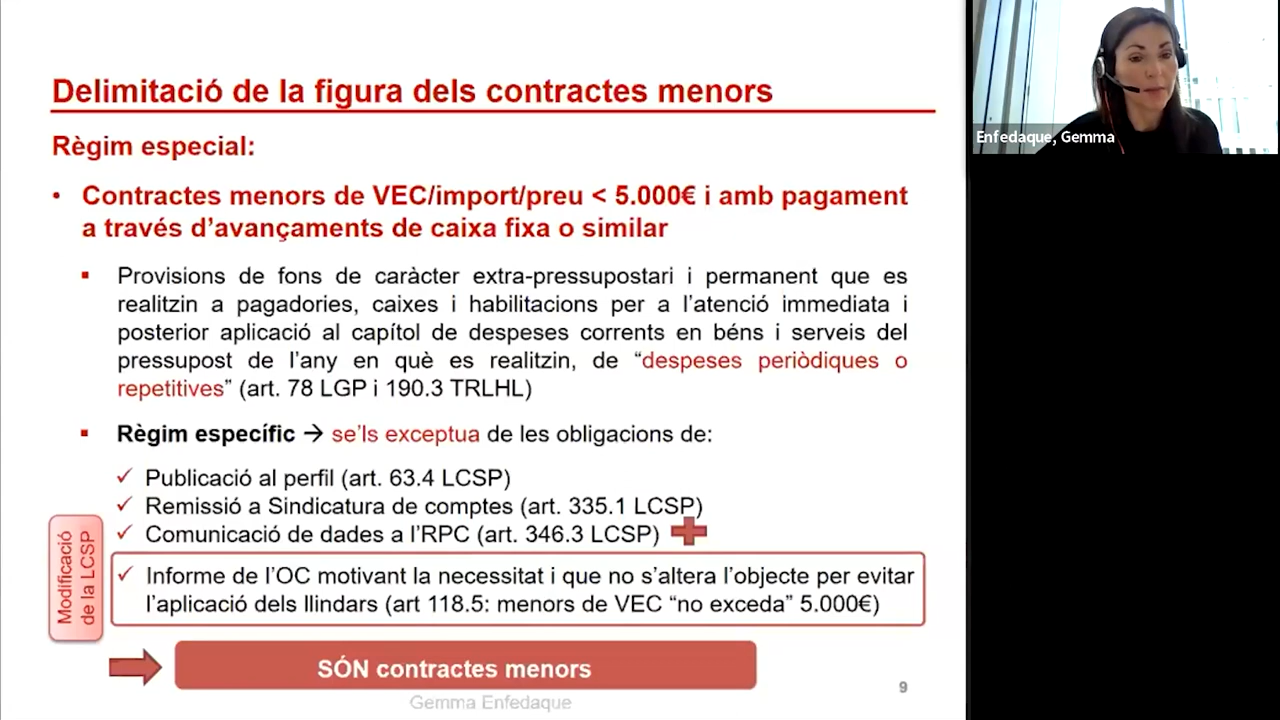 Delimitació de la figura dels contractes menors
Règim especial:
• Contractes menors de VEC/import/preu < 5.000€ i amb pagament
a través d'avançaments de caixa fixa o similar
▪ Provisions de fons de caràcter extra-pressupostari i permanent que es
realitzin a pagadories, caixes i habilitacions per a l'atenció immediata i
posterior aplicació al capítol de despeses corrents en béns i serveis del
pressupost de l'any en què es realitzin, de “despeses periòdiques o
repetitives” (art. 78 LGP i 190.3 TRLHL)
▪ Règim específic → se'ls exceptua de les obligacions de:
✓ Publicació al perfil (art. 63.4 LCSP)
✓ Remissió a Sindicatura de comptes (art. 335.1 LCSP)
✓ Comunicació de dades a l'RPC (art. 346.3 LCSP)
Modificació
de la LCSP
✓ Informe de l'OC motivant la necessitat i que no s'altera l'objecte per evitar
l'aplicació dels llindars (art 118.5: menors de VEC “no exceda” 5.000€)
SÓN contractes menors
Gemma Enfedaque
9
Enfedaque, Gemma